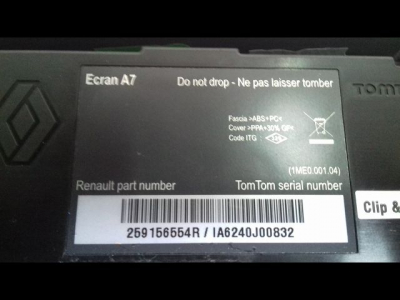 Ecran A7
Do not drop - Ne pas laisser tomber
TOMT
Fascia >ABS+PC<
Cover >PPA+30% GF<
Code ITG
(1ME0.001.04)
Renault part number
TomTom serial number
Clip &
259156554R / IA6240J00832